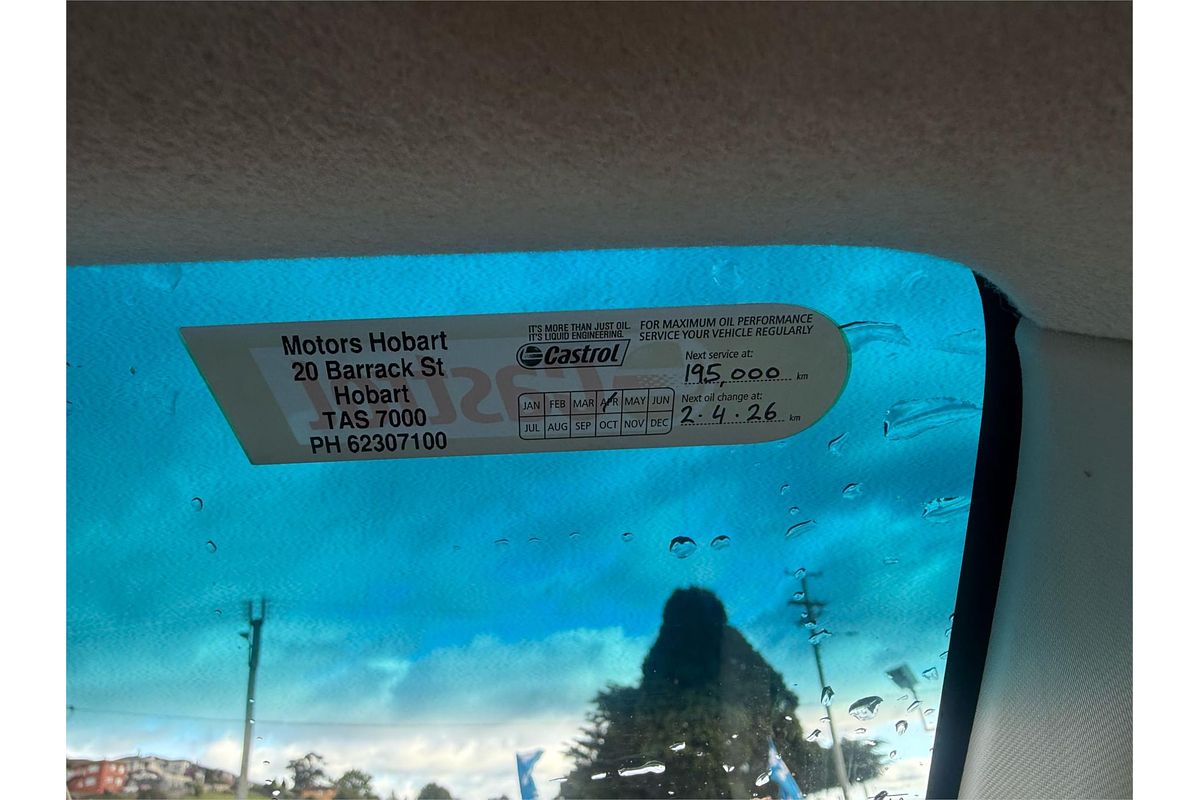 Motors Hobart
20 Barrack St
Hobart
TAS 7000
PH 62307100
IT'S MORE THAN JUST OIL.
IT'S LIQUID ENGINEERING.
Castrol
FOR MAXIMUM OIL PERFORMANCE
SERVICE YOUR VEHICLE REGULARLY
Next service at:
195,000 km
JAN FEB MAR APR MAY JUN
JUL AUG SEP OCT NOV DEC
Next oil change at:
2.4.26 km
Castrol